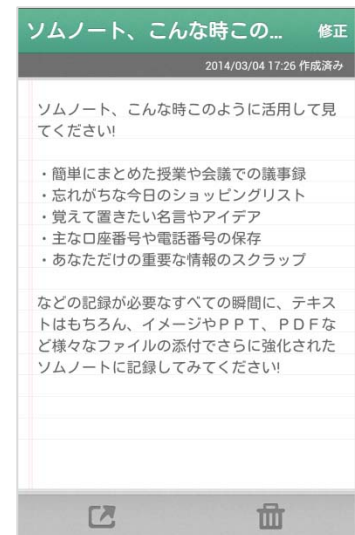 ソムノート、こんな時この...
修正
2014/03/04 17:26 作成済み
ソムノート、こんな時このように活用して見
てください!
・簡単にまとめた授業や会議での議事録
・忘れがちな今日のショッピングリスト
・覚えて置きたい名言やアイデア
・主な口座番号や電話番号の保存
・あなただけの重要な情報のスクラップ
などの記録が必要なすべての瞬間に、テキス
トはもちろん、イメージやＰＰＴ、ＰＤＦな
ど様々なファイルの添付でさらに強化された
ソムノートに記録してみてください!